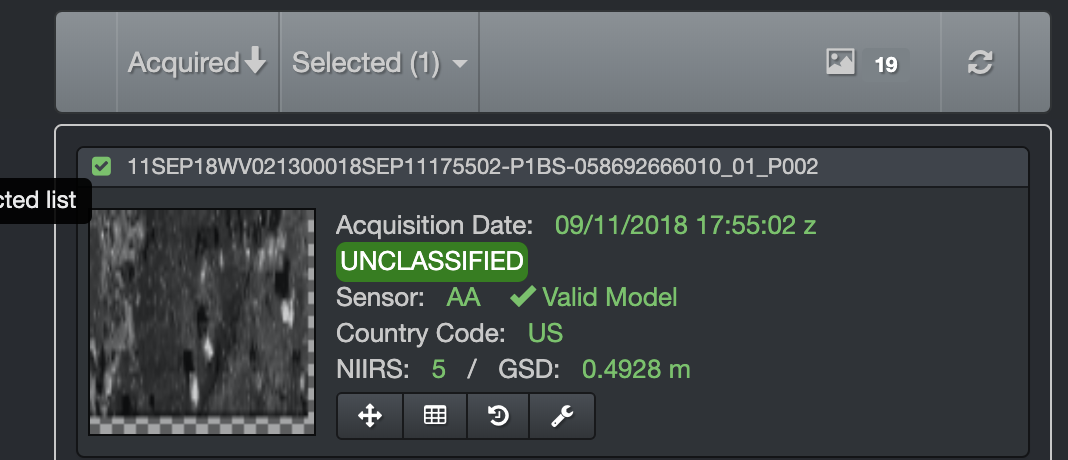 Acquired Selected (1) 19
11SEP18WV021300018SEP11175502-P1BS-058692666010_01_P002
cted list
Acquisition Date: 09/11/2018 17:55:02 z
UNCLASSIFIED
Sensor: AA Valid Model
Country Code: US
NIIRS: 5 / GSD: 0.4928 m